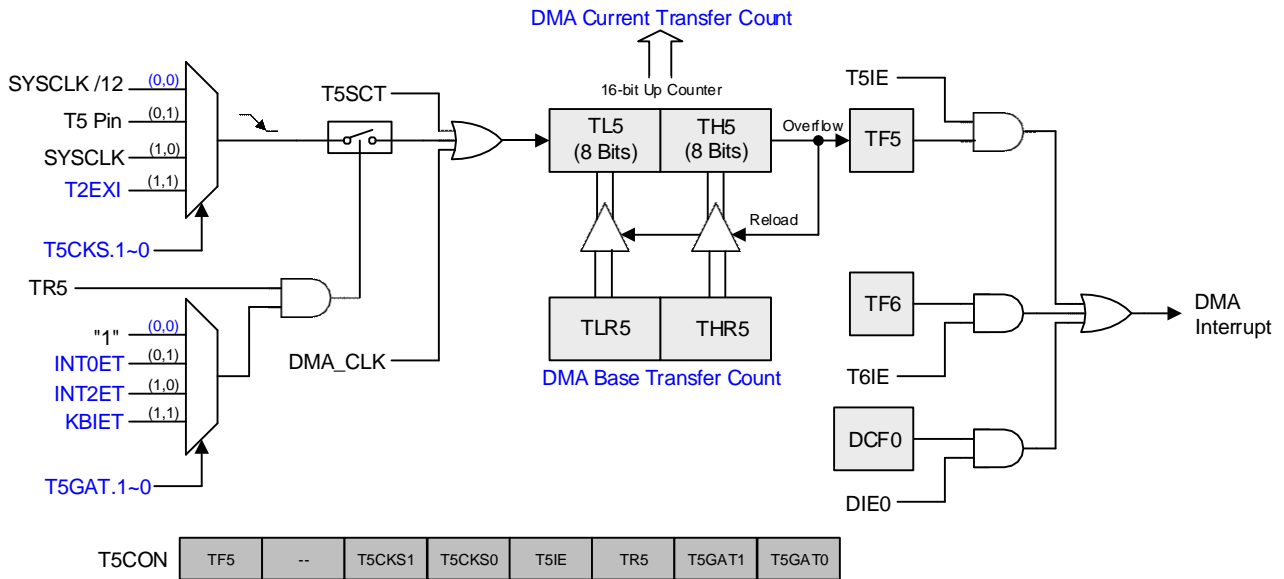 DMA Current Transfer Count
SYSCLK /12
(0,0)
T5 Pin
(0,1)
SYSCLK
(1,0)
T2EXI
(1,1)
T5CKS.1~0
T5SCT
16-bit Up Counter
TL5
(8 Bits)
TH5
(8 Bits)
Overflow
TF5
T5IE
Reload
TR5
"1"
(0,0)
INT0ET
(0,1)
INT2ET
(1,0)
KBIET
(1,1)
T5GAT.1~0
DMA_CLK
TLR5
THR5
DMA Base Transfer Count
TF6
T6IE
DCF0
DIE0
DMA
Interrupt
T5CON
TF5
--
T5CKS1
T5CKS0
T5IE
TR5
T5GAT1
T5GAT0